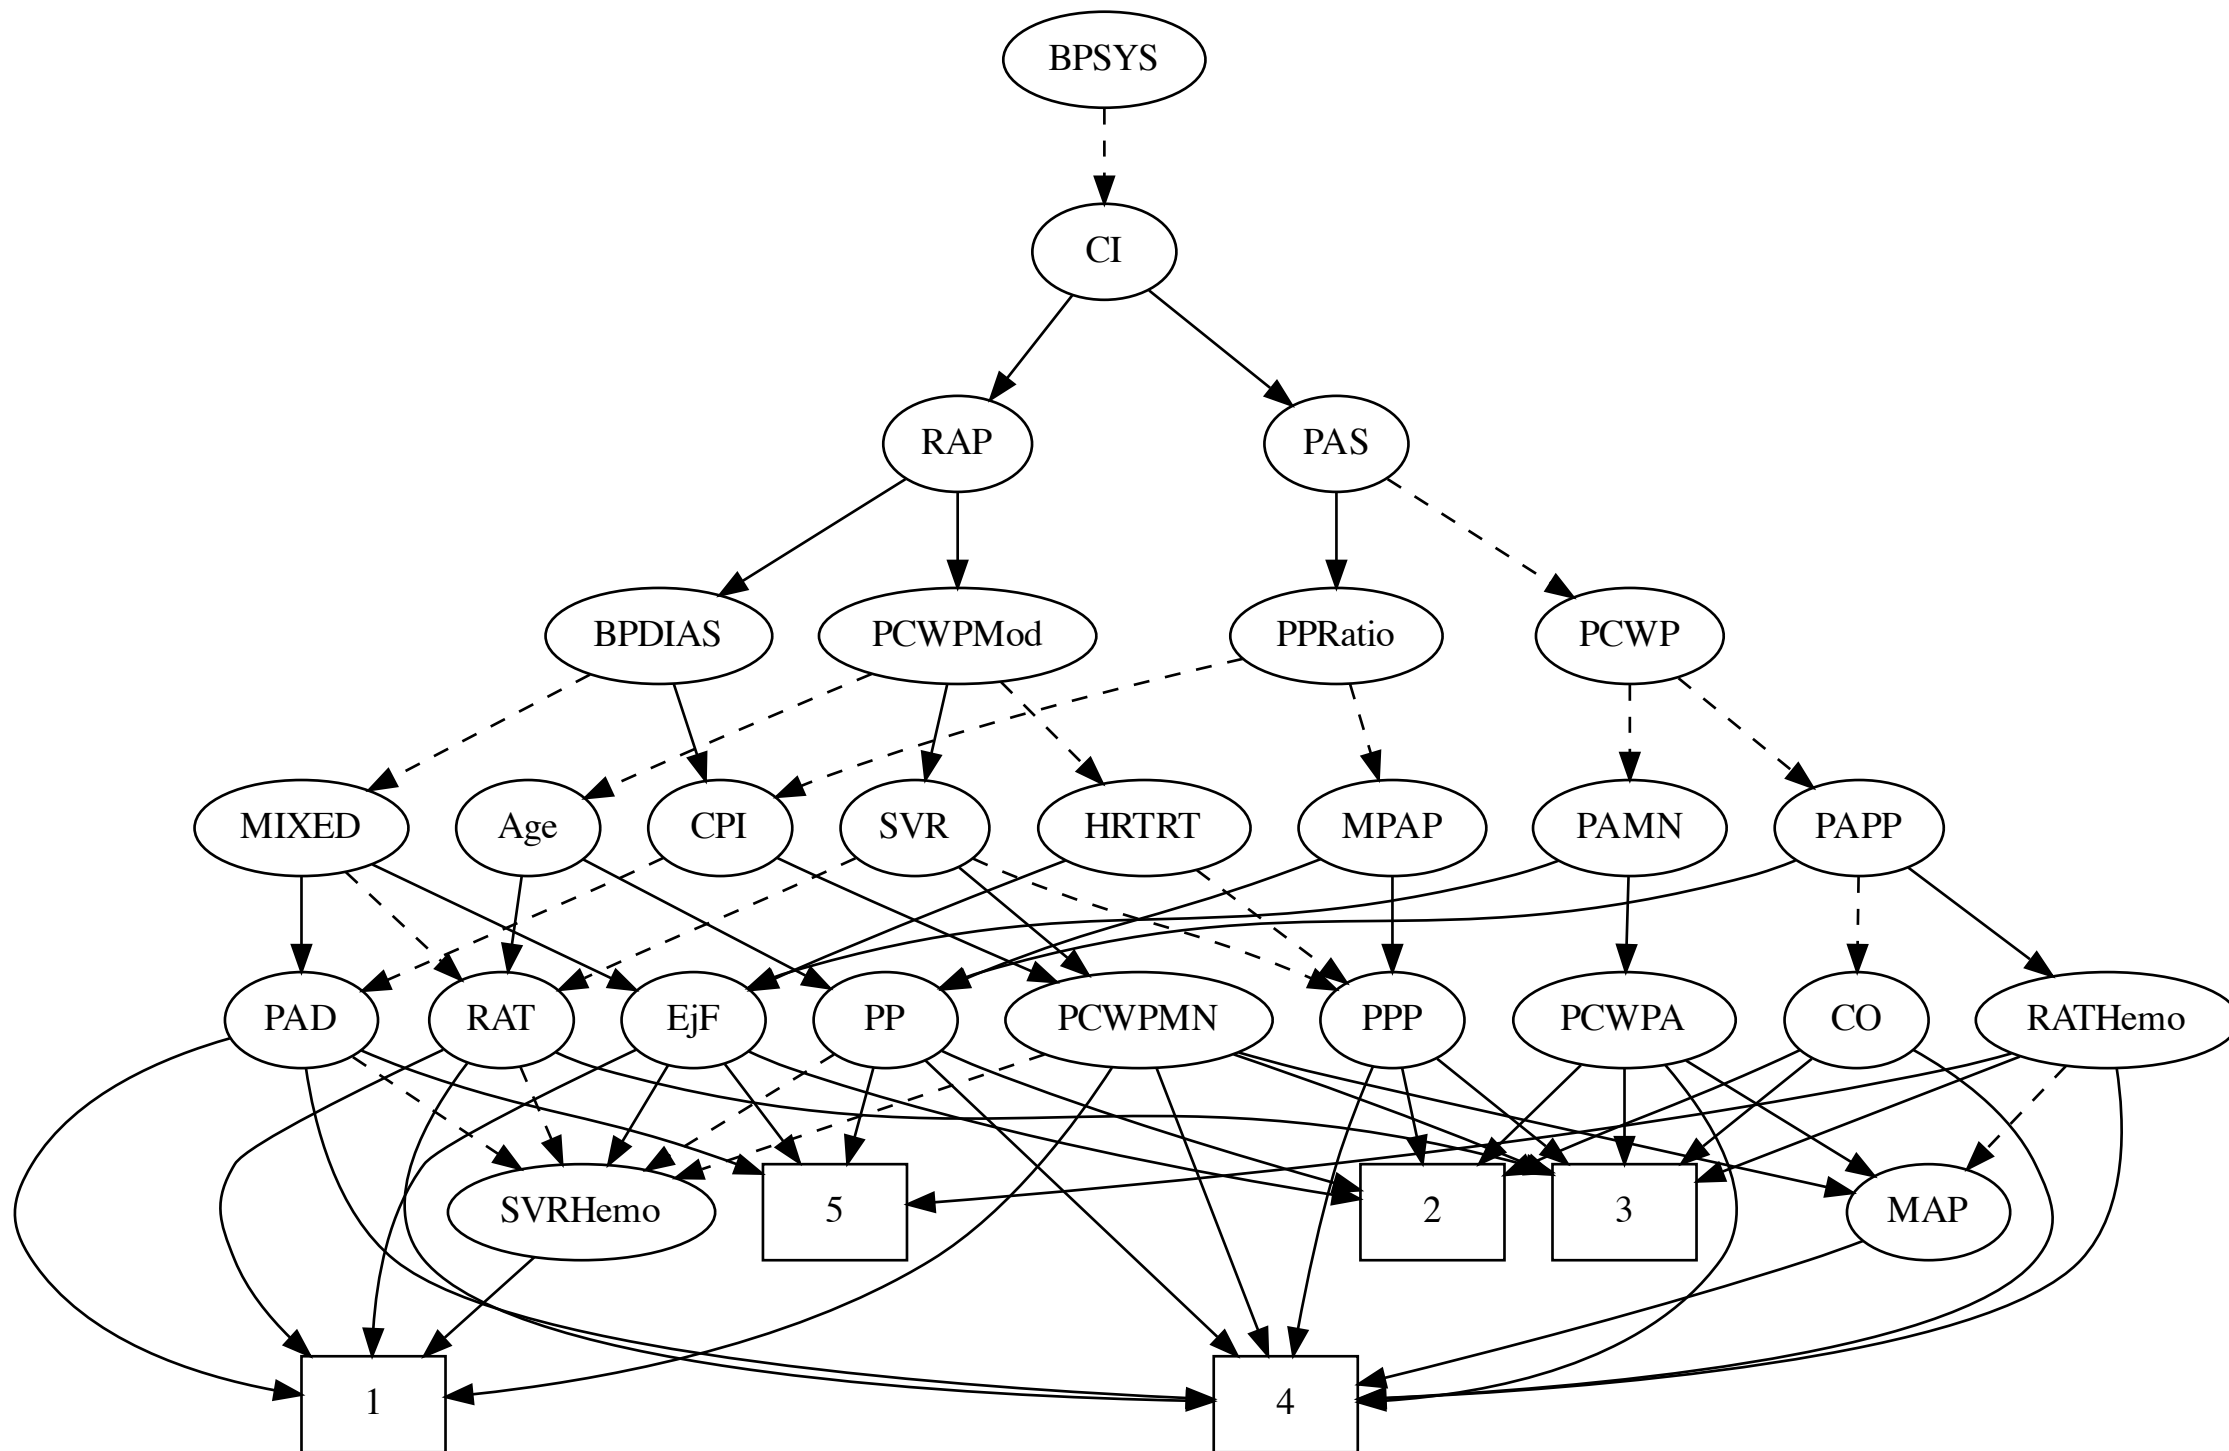 BPSYS
CI
RAP
PAS
BPDIAS
PCWPMod
PPRatio
PCWP
MIXED
Age
CPI
SVR
HRTRT
MPAP
PAMN
PAPP
PAD
RAT
EjF
PP
PCWPMN
PPP
PCWPA
CO
RATHemo
SVRHemo
5
2
3
MAP
1
4